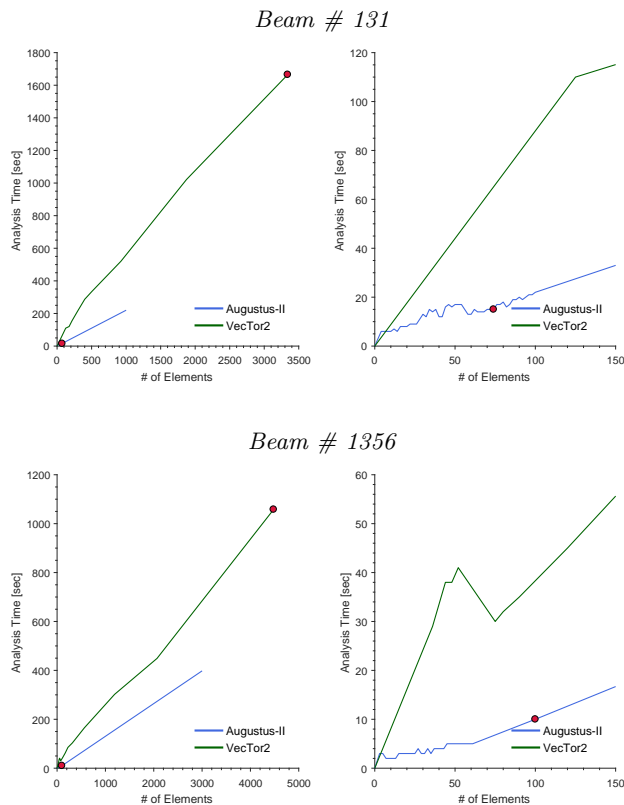 Beam # 131
1800
1600
1400
1200
1000
800
600
400
200
0
0 500 1000 1500 2000 2500 3000 3500
Analysis Time [sec]
# of Elements
Augustus-II
VecTor2
120
100
80
60
40
20
0
0 50 100 150
Analysis Time [sec]
# of Elements
Augustus-II
VecTor2
Beam # 1356
1200
1000
800
600
400
200
0
0 1000 2000 3000 4000 5000
Analysis Time [sec]
# of Elements
Augustus-II
VecTor2
60
50
40
30
20
10
0
0 50 100 150
Analysis Time [sec]
# of Elements
Augustus-II
VecTor2